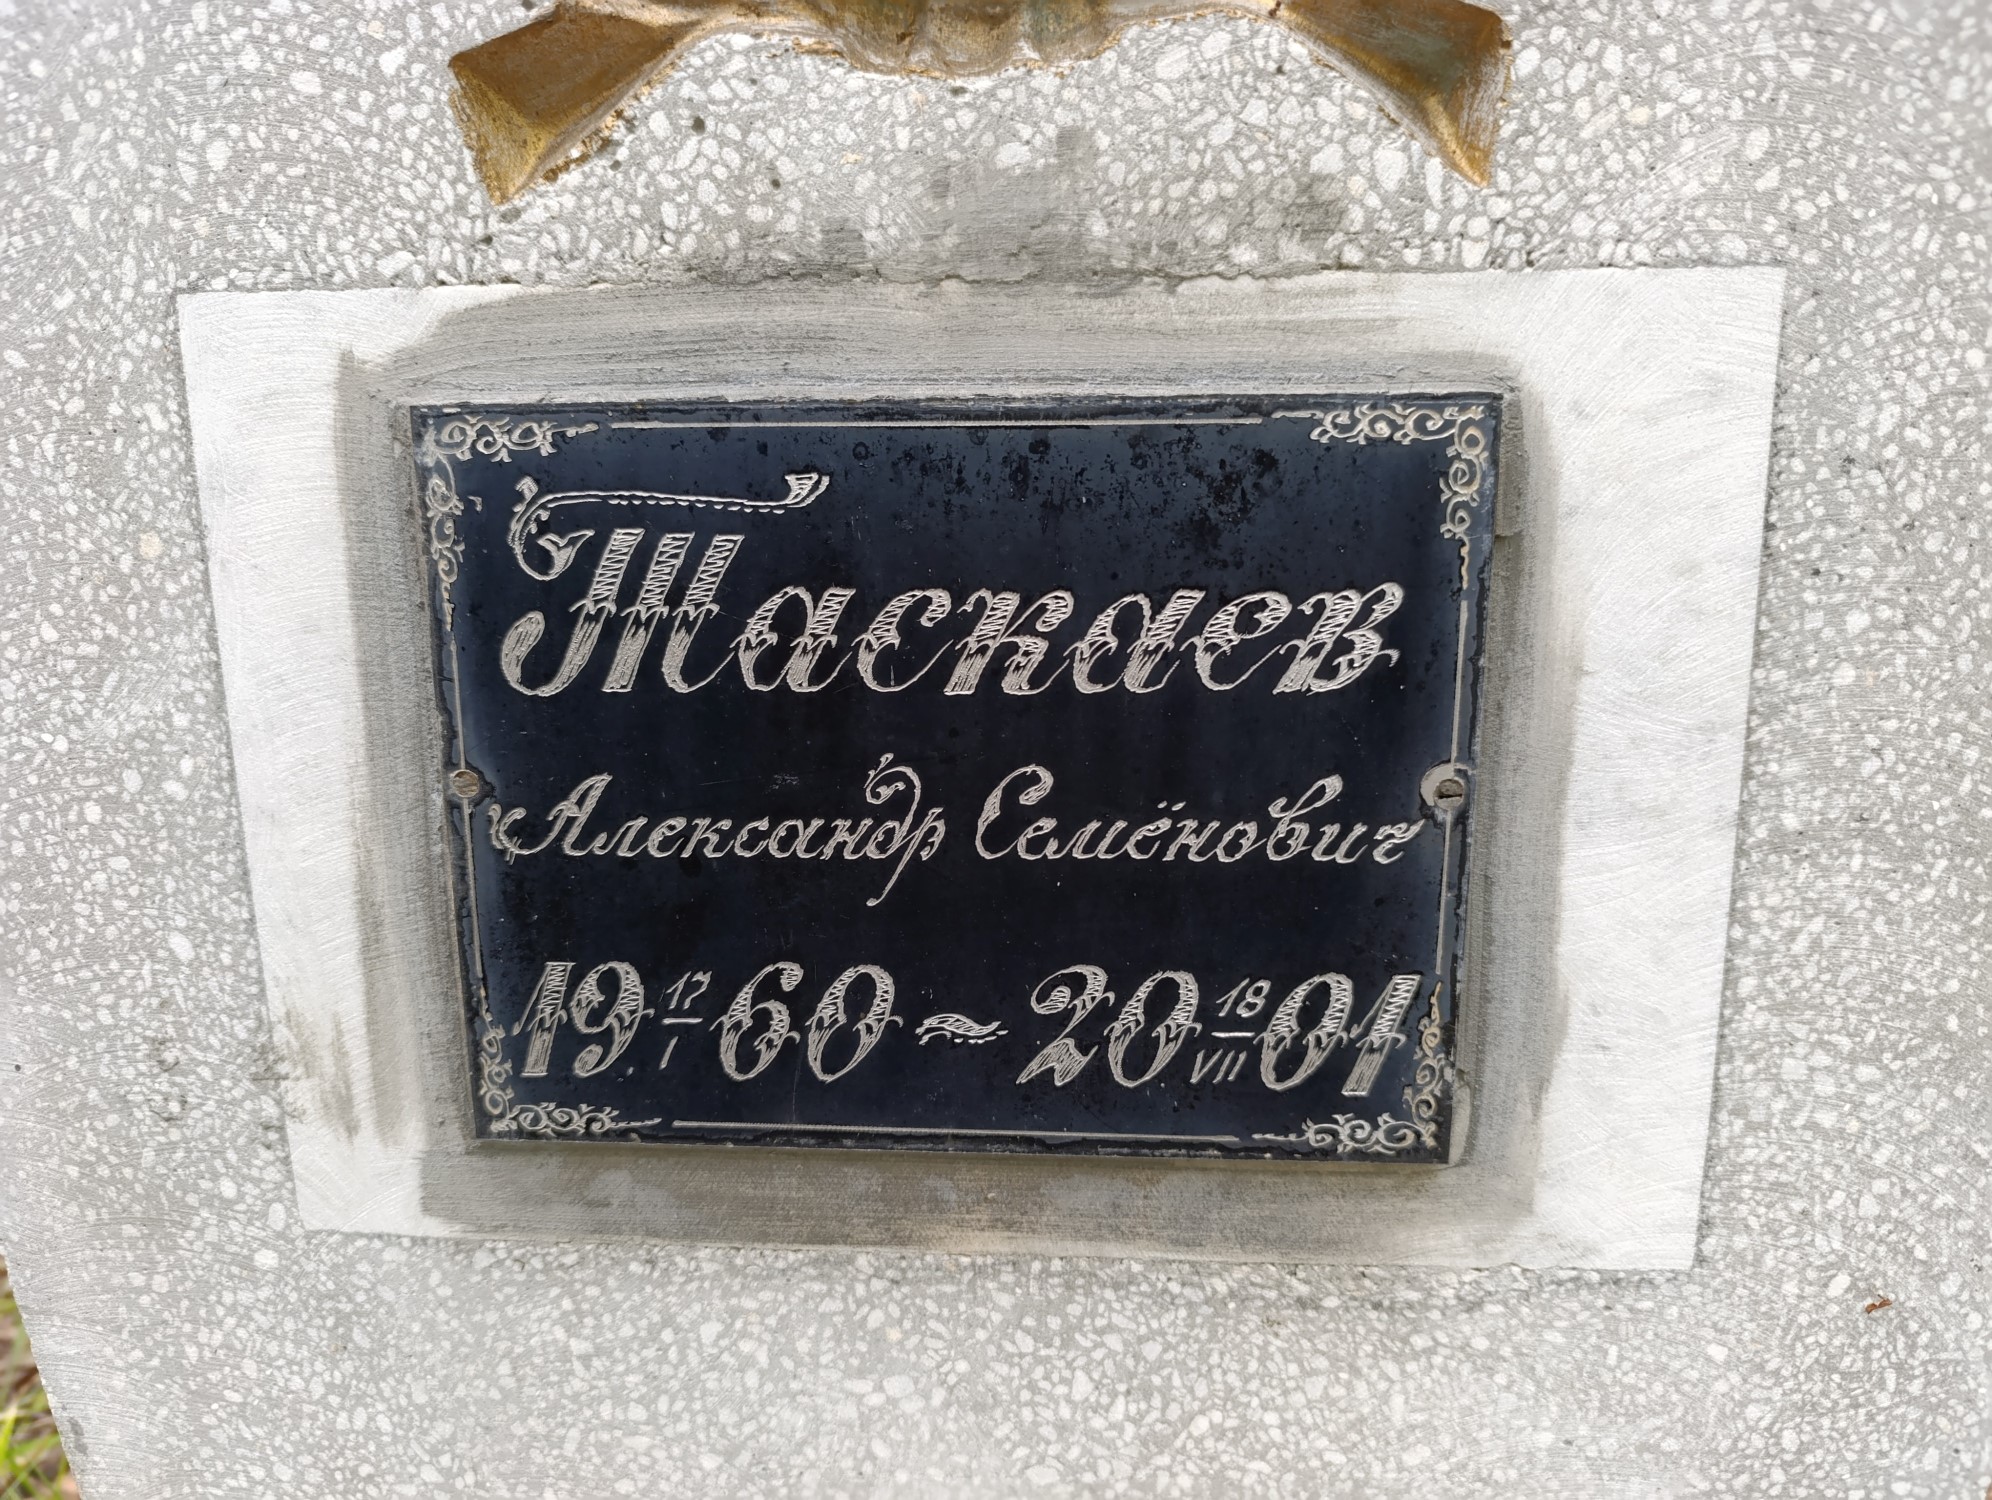 Таскаев
Александр Семёнович
19 17/I 60 ~ 20 18/VII 01